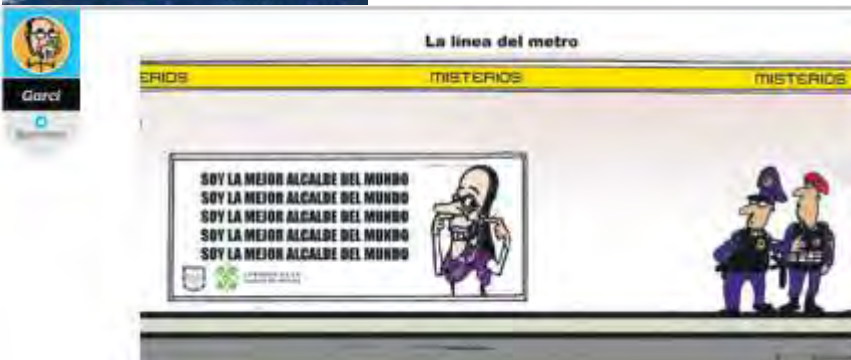 La línea del metro
Garci
ERIOS MISTERIOS MISTERIOS
SOY LA MEJOR ALCALDE DEL MUNDO
SOY LA MEJOR ALCALDE DEL MUNDO
SOY LA MEJOR ALCALDE DEL MUNDO
SOY LA MEJOR ALCALDE DEL MUNDO
SOY LA MEJOR ALCALDE DEL MUNDO